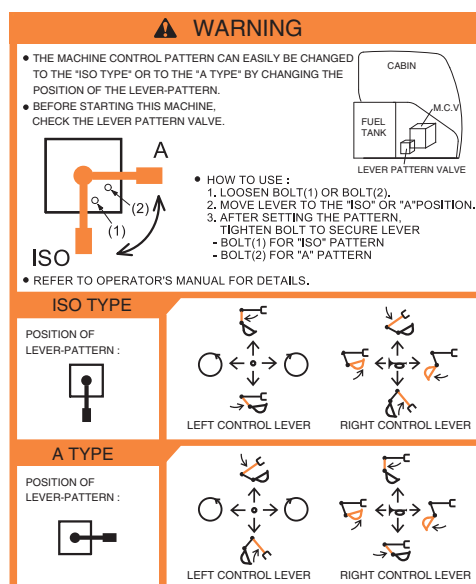 WARNING
● THE MACHINE CONTROL PATTERN CAN EASILY BE CHANGED
TO THE "ISO TYPE" OR TO THE "A TYPE" BY CHANGING THE
POSITION OF THE LEVER-PATTERN.
● BEFORE STARTING THIS MACHINE,
CHECK THE LEVER PATTERN VALVE.
CABIN
M.C.V
FUEL
TANK
LEVER PATTERN VALVE
A
(2)
(1)
ISO
● HOW TO USE :
1. LOOSEN BOLT(1) OR BOLT(2).
2. MOVE LEVER TO THE "ISO" OR "A"POSITION.
3. AFTER SETTING THE PATTERN,
TIGHTEN BOLT TO SECURE LEVER
- BOLT(1) FOR "ISO" PATTERN
- BOLT(2) FOR "A" PATTERN
● REFER TO OPERATOR'S MANUAL FOR DETAILS.
ISO TYPE
POSITION OF
LEVER-PATTERN :
LEFT CONTROL LEVER
RIGHT CONTROL LEVER
A TYPE
POSITION OF
LEVER-PATTERN :
LEFT CONTROL LEVER
RIGHT CONTROL LEVER